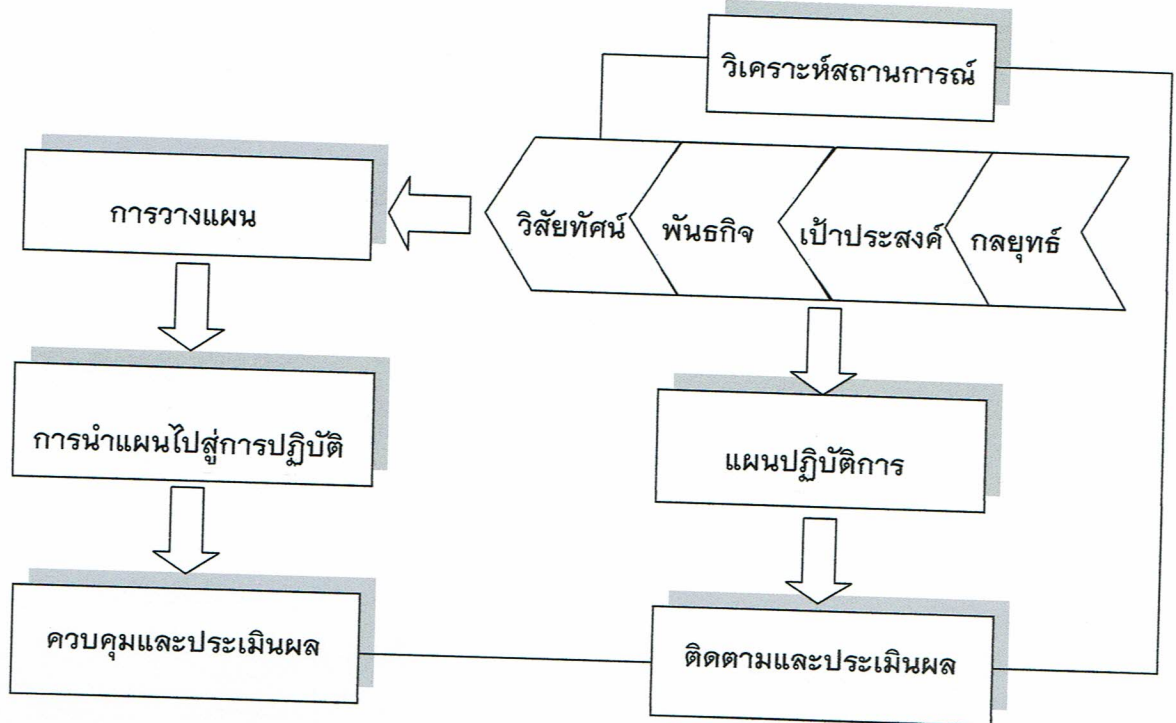 วิเคราะห์สถานการณ์
การวางแผน
วิสัยทัศน์
พันธกิจ
เป้าประสงค์
กลยุทธ์
การนำแผนไปสู่การปฏิบัติ
แผนปฏิบัติการ
ควบคุมและประเมินผล
ติดตามและประเมินผล